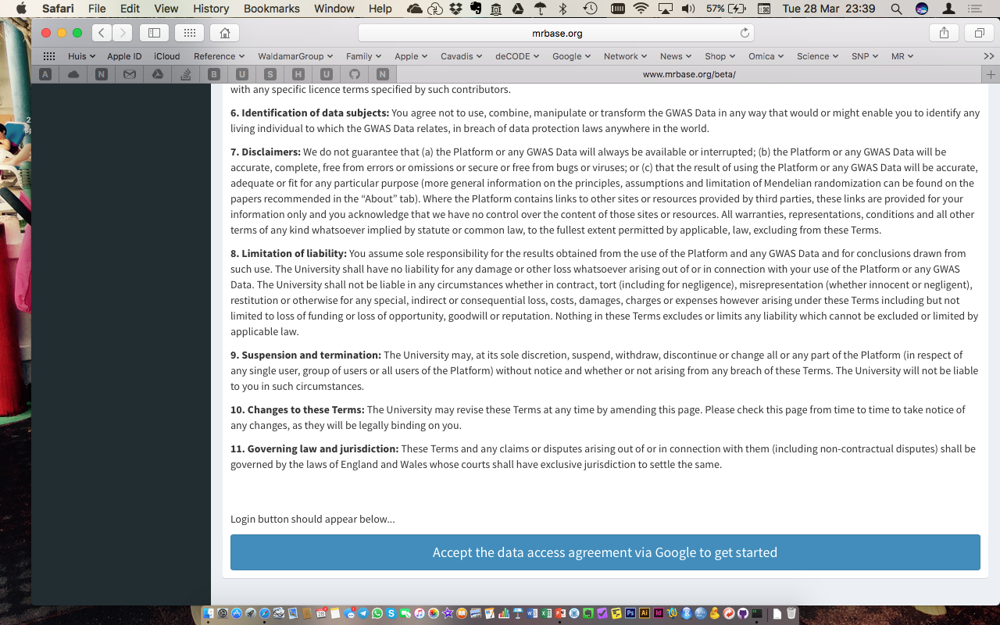 Safari File Edit View History Bookmarks Develop Window Help 57% Tue 28 Mar 23:39
mrbase.org
Huis Apple ID iCloud Reference WaldamarGroup Family Apple Cavadis deCODE Google Network News Shop Omica Science SNP MR >>
A N B U S H U N www.mrbase.org/beta/ +
with any specific licence terms specified by such contributors.
6. Identification of data subjects: You agree not to use, combine, manipulate or transform the GWAS Data in any way that would or might enable you to identify any
living individual to which the GWAS Data relates, in breach of data protection laws anywhere in the world.
7. Disclaimers: We do not guarantee that (a) the Platform or any GWAS Data will always be available or interrupted; (b) the Platform or any GWAS Data will be
accurate, complete, free from errors or omissions or secure or free from bugs or viruses; or (c) that the result of using the Platform or any GWAS Data will be accurate,
adequate or fit for any particular purpose (more general information on the principles, assumptions and limitation of Mendelian randomization can be found on the
papers recommended in the “About” tab). Where the Platform contains links to other sites or resources provided by third parties, these links are provided for your
information only and you acknowledge that we have no control over the content of those sites or resources. All warranties, representations, conditions and all other
terms of any kind whatsoever implied by statute or common law, to the fullest extent permitted by applicable, law, excluding from these Terms.
8. Limitation of liability: You assume sole responsibility for the results obtained from the use of the Platform and any GWAS Data and for conclusions drawn from
such use. The University shall have no liability for any damage or other loss whatsoever arising out of or in connection with your use of the Platform or any GWAS
Data. The University shall not be liable in any circumstances whether in contract, tort (including for negligence), misrepresentation (whether innocent or negligent),
restitution or otherwise for any special, indirect or consequential loss, costs, damages, charges or expenses however arising under these Terms including but not
limited to loss of funding or loss of opportunity, goodwill or reputation. Nothing in these Terms excludes or limits any liability which cannot be excluded or limited by
applicable law.
9. Suspension and termination: The University may, at its sole discretion, suspend, withdraw, discontinue or change all or any part of the Platform (in respect of
any single user, group of users or all users of the Platform) without notice and whether or not arising from any breach of these Terms. The University will not be liable
to you in such circumstances.
10. Changes to these Terms: The University may revise these Terms at any time by amending this page. Please check this page from time to time to take notice of
any changes, as they will be legally binding on you.
11. Governing law and jurisdiction: These Terms and any claims or disputes arising out of or in connection with them (including non-contractual disputes) shall be
governed by the laws of England and Wales whose courts shall have exclusive jurisdiction to settle the same.
Login button should appear below...
Accept the data access agreement via Google to get started